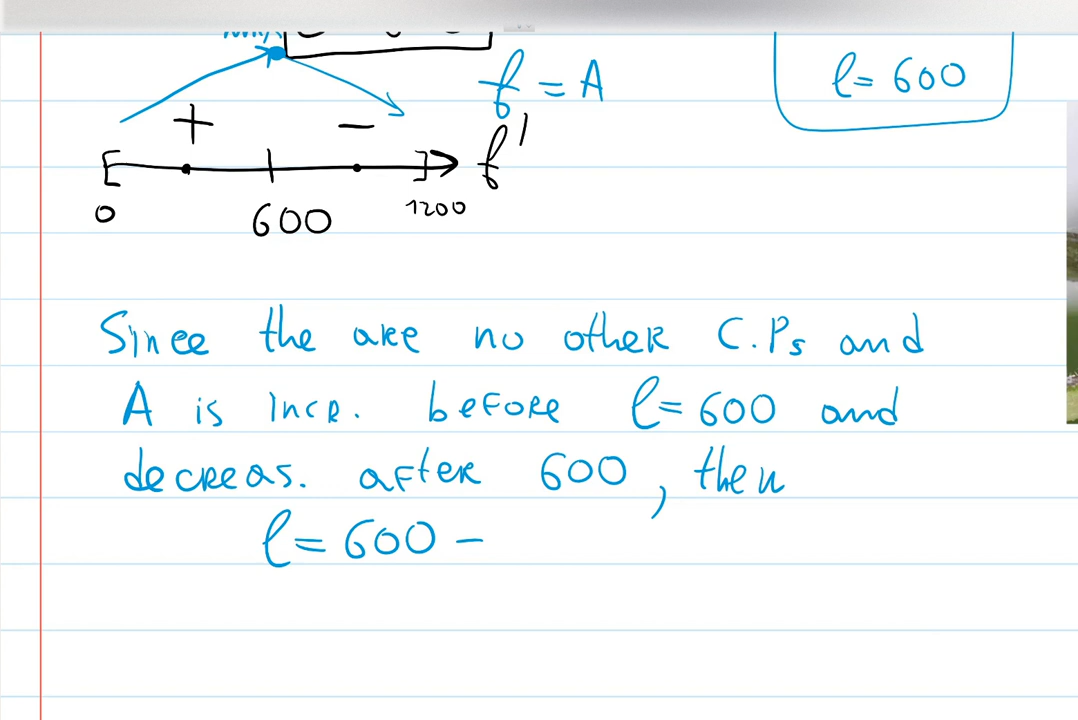 f = A
l = 600
+ −
f'
0 600 1200
Since the are no other C.Ps and
A is incr. before l = 600 and
decreas. after 600, then
l = 600 −